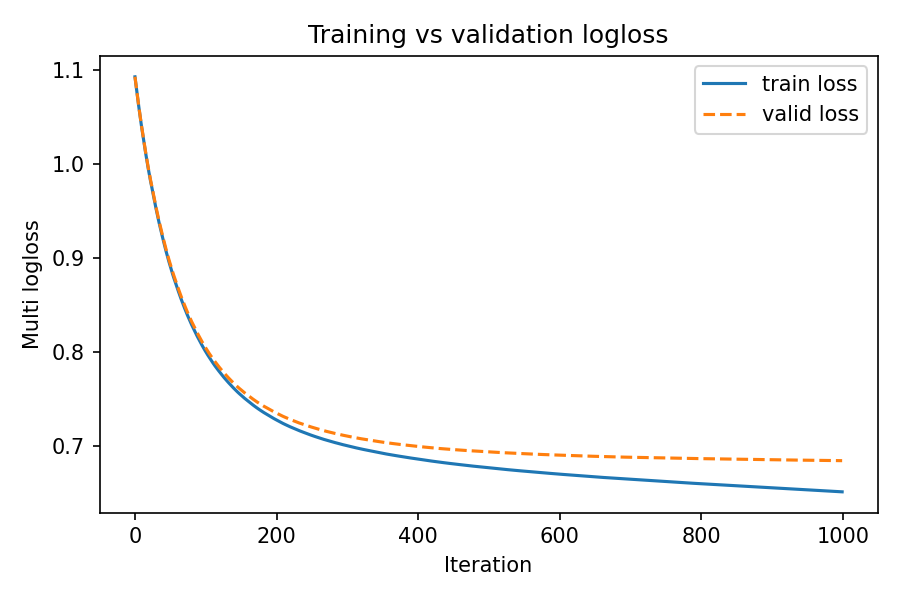 Training vs validation logloss
train loss
valid loss
1.1
1.0
0.9
0.8
0.7
Multi logloss
0 200 400 600 800 1000
Iteration